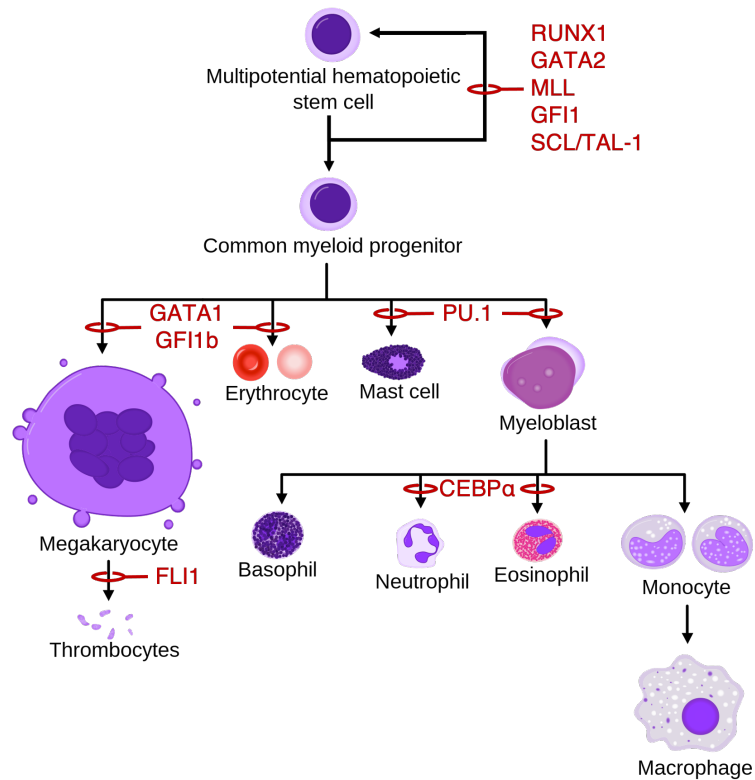 RUNX1
GATA2
MLL
GFI1
SCL/TAL-1
Multipotential hematopoietic
stem cell
Common myeloid progenitor
GATA1
GFI1b
PU.1
Erythrocyte
Mast cell
Myeloblast
CEBPα
Megakaryocyte
Basophil
Neutrophil
Eosinophil
Monocyte
FLI1
Thrombocytes
Macrophage